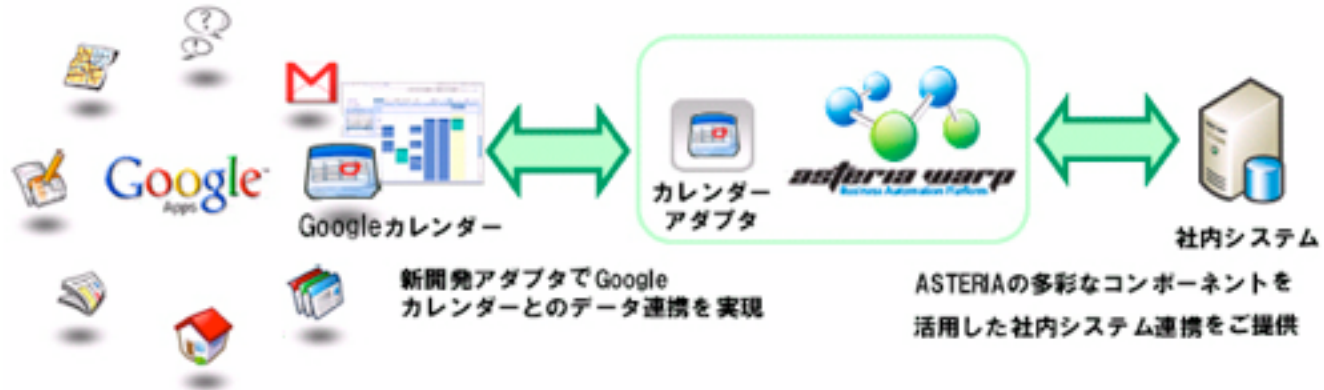 Google
Apps
Googleカレンダー
カレンダー
アダプタ
asteria warp
Business Automation Platform
社内システム
新開発アダプタでGoogle
カレンダーとのデータ連携を実現
ASTERIAの多彩なコンポーネントを
活用した社内システム連携をご提供